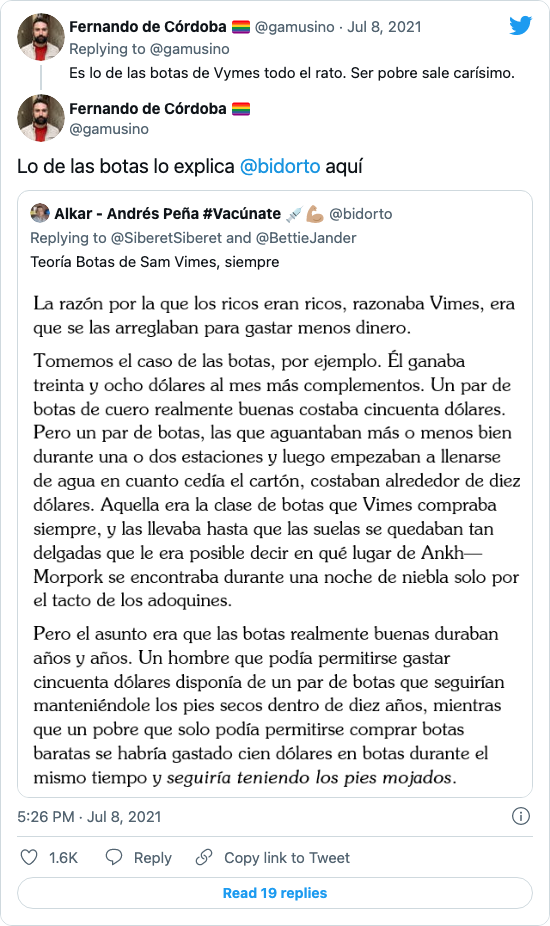 Fernando de Córdoba 🏳️‍🌈 @gamusino · Jul 8, 2021
Replying to @gamusino
Es lo de las botas de Vymes todo el rato. Ser pobre sale carísimo.
Fernando de Córdoba 🏳️‍🌈
@gamusino
Lo de las botas lo explica @bidorto aquí
Alkar - Andrés Peña #Vacúnate 💉💪🏼 @bidorto
Replying to @SiberetSiberet and @BettieJander
Teoría Botas de Sam Vimes, siempre
La razón por la que los ricos eran ricos, razonaba Vimes, era
que se las arreglaban para gastar menos dinero.
Tomemos el caso de las botas, por ejemplo. Él ganaba
treinta y ocho dólares al mes más complementos. Un par de
botas de cuero realmente buenas costaba cincuenta dólares.
Pero un par de botas, las que aguantaban más o menos bien
durante una o dos estaciones y luego empezaban a llenarse
de agua en cuanto cedía el cartón, costaban alrededor de diez
dólares. Aquella era la clase de botas que Vimes compraba
siempre, y las llevaba hasta que las suelas se quedaban tan
delgadas que le era posible decir en qué lugar de Ankh—
Morpork se encontraba durante una noche de niebla solo por
el tacto de los adoquines.
Pero el asunto era que las botas realmente buenas duraban
años y años. Un hombre que podía permitirse gastar
cincuenta dólares disponía de un par de botas que seguirían
manteniéndole los pies secos dentro de diez años, mientras
que un pobre que solo podía permitirse comprar botas
baratas se habría gastado cien dólares en botas durante el
mismo tiempo y seguiría teniendo los pies mojados.
5:26 PM · Jul 8, 2021
1.6K Reply Copy link to Tweet
Read 19 replies